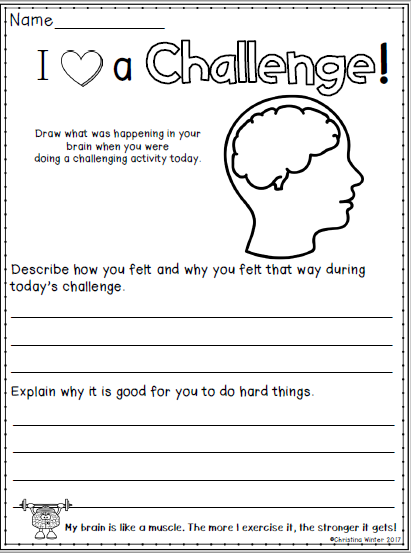 Name
I ♡ a Challenge!
Draw what was happening in your
brain when you were
doing a challenging activity today.
Describe how you felt and why you felt that way during
today's challenge.
Explain why it is good for you to do hard things.
My brain is like a muscle. The more I exercise it, the stronger it gets!
©Christina Winter 2017